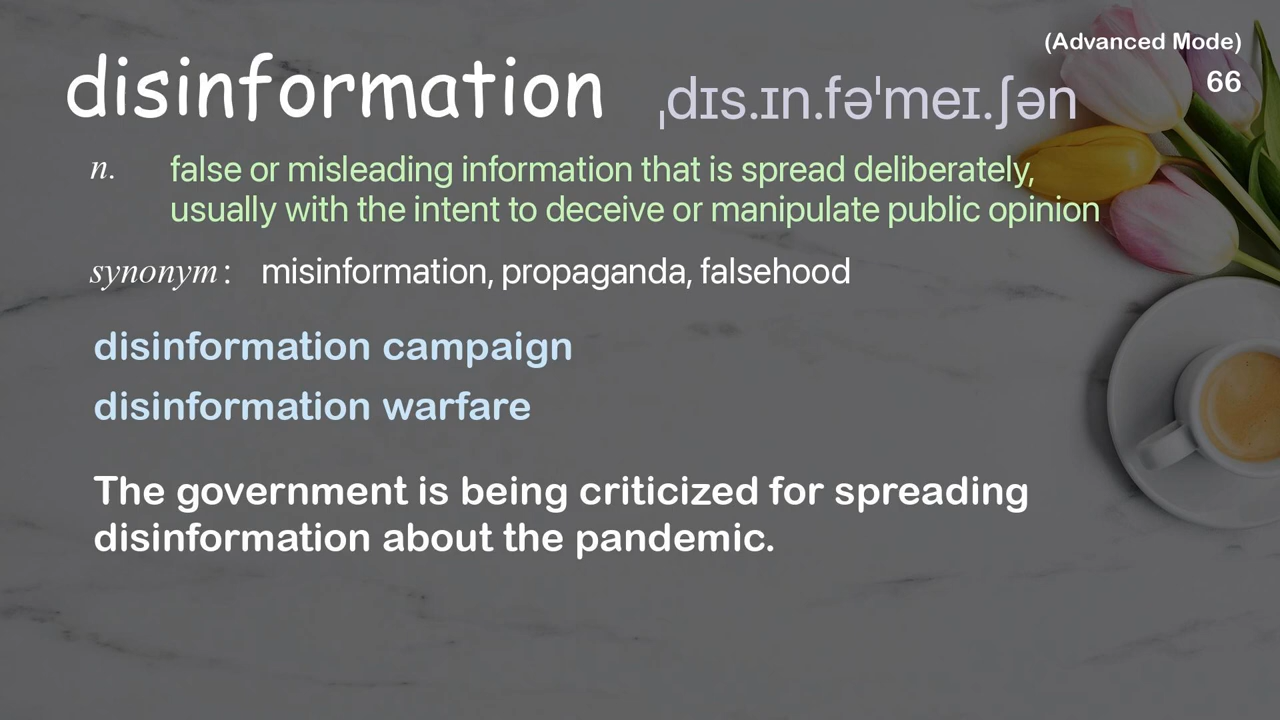 (Advanced Mode)
disinformation ˌdɪs.ɪn.fəˈmeɪ.ʃən
66
n. false or misleading information that is spread deliberately,
usually with the intent to deceive or manipulate public opinion
synonym : misinformation, propaganda, falsehood
disinformation campaign
disinformation warfare
The government is being criticized for spreading
disinformation about the pandemic.